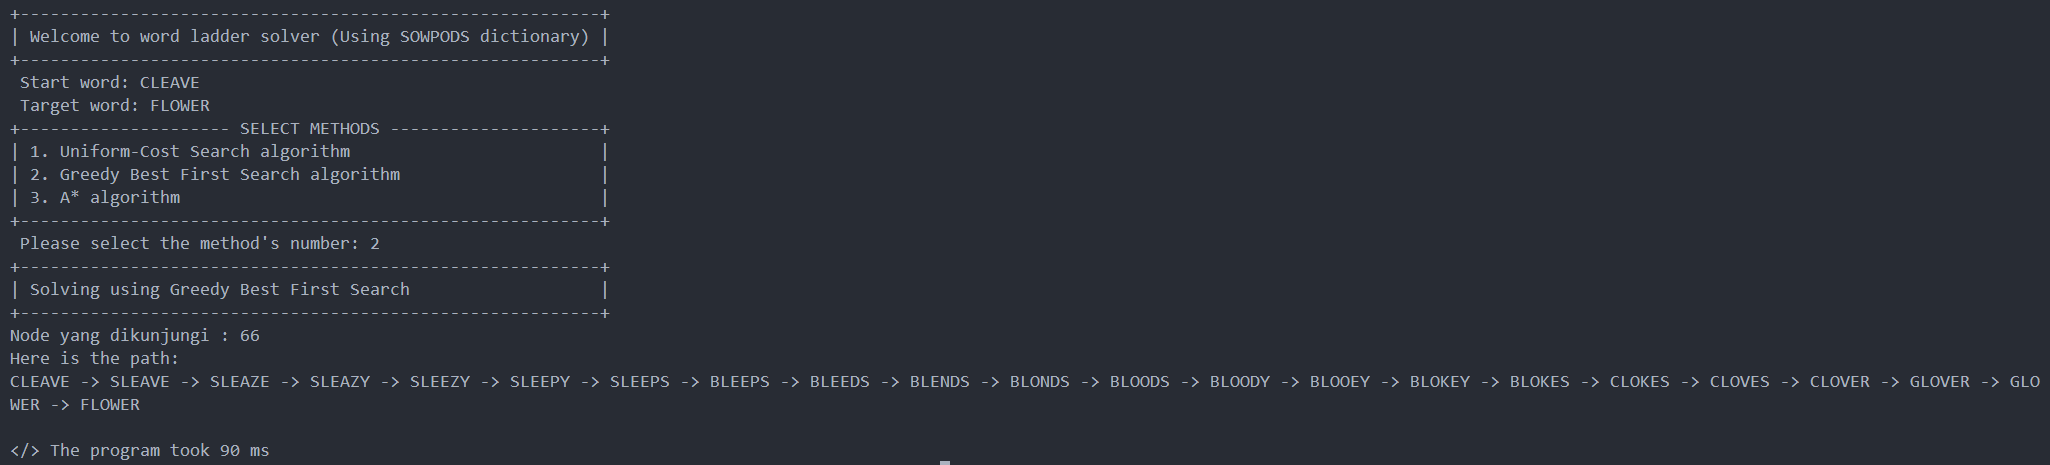 +----------------------------------------------------------+
| Welcome to word ladder solver (Using SOWPODS dictionary) |
+----------------------------------------------------------+
 Start word: CLEAVE
 Target word: FLOWER
+--------------------- SELECT METHODS ---------------------+
| 1. Uniform-Cost Search algorithm                         |
| 2. Greedy Best First Search algorithm                    |
| 3. A* algorithm                                          |
+----------------------------------------------------------+
 Please select the method's number: 2
+----------------------------------------------------------+
| Solving using Greedy Best First Search                   |
+----------------------------------------------------------+
Node yang dikunjungi : 66
Here is the path:
CLEAVE -> SLEAVE -> SLEAZE -> SLEAZY -> SLEEZY -> SLEEPY -> SLEEPS -> BLEEPS -> BLEEDS -> BLENDS -> BLONDS -> BLOODS -> BLOODY -> BLOOEY -> BLOKEY -> BLOKES -> CLOKES -> CLOVES -> CLOVER -> GLOVER -> GLO
WER -> FLOWER
</> The program took 90 ms